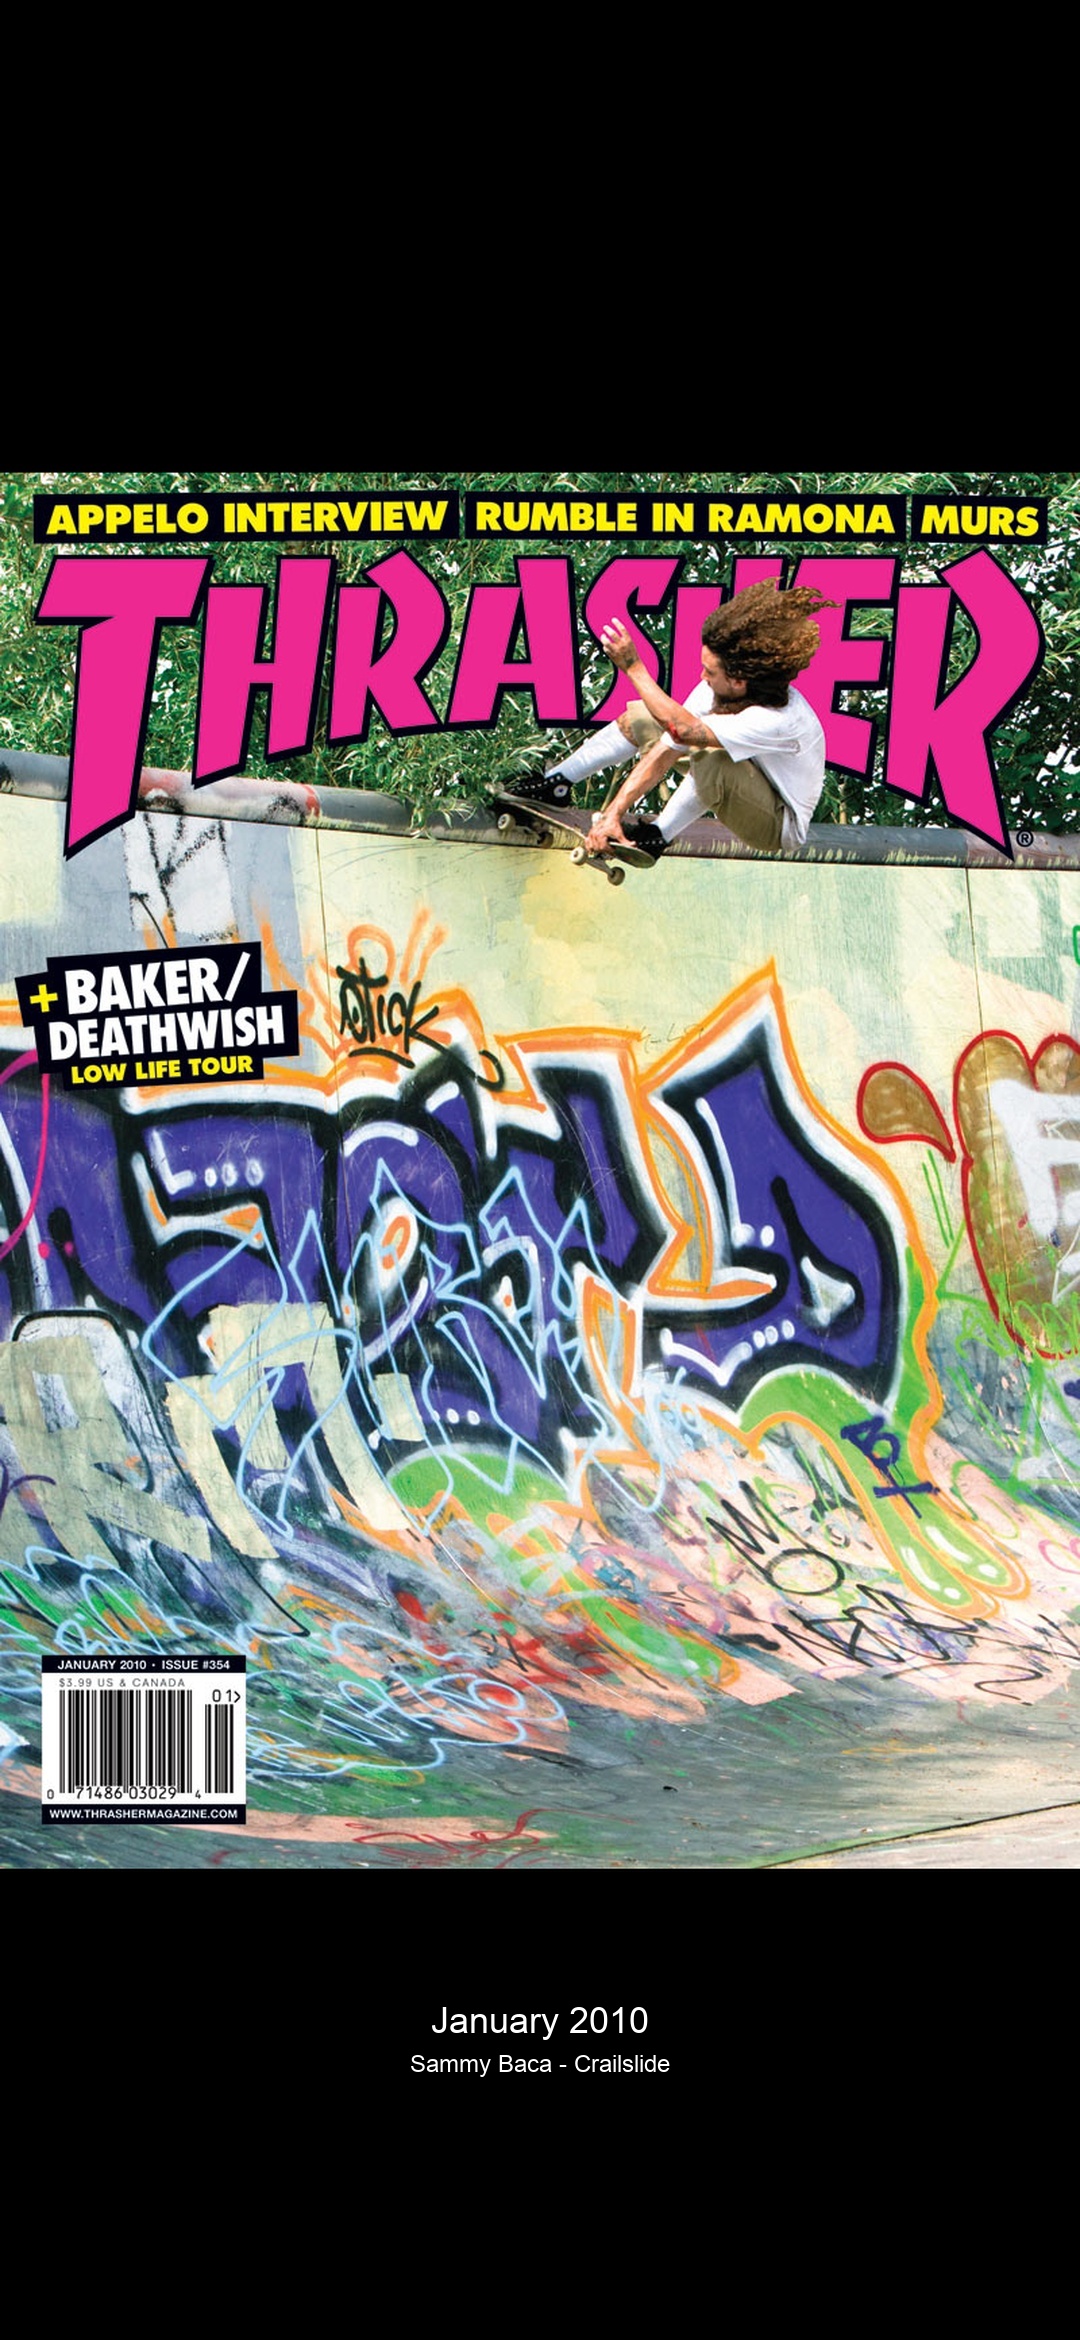 APPELO INTERVIEW RUMBLE IN RAMONA MURS
THRASHER
®
STICK
+ BAKER/
DEATHWISH
LOW LIFE TOUR
JANUARY 2010 • ISSUE #354
$3.99 US & CANADA
01>
0 71486 03029 4
WWW.THRASHERMAGAZINE.COM
January 2010
Sammy Baca - Crailslide